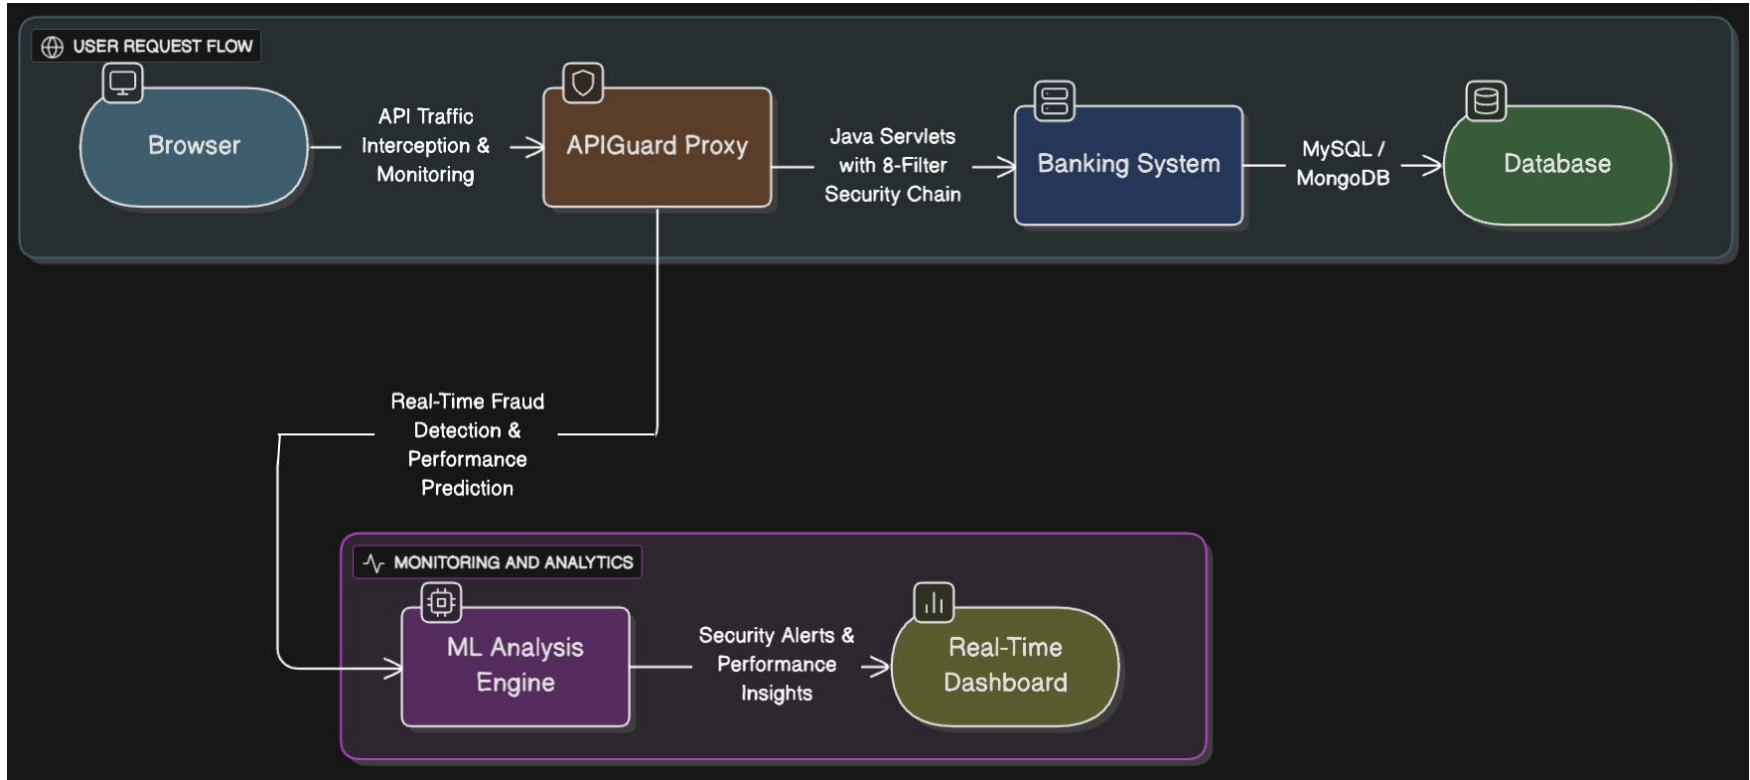 USER REQUEST FLOW
Browser
API Traffic
Interception &
Monitoring
APIGuard Proxy
Java Servlets
with 8-Filter
Security Chain
Banking System
MySQL /
MongoDB
Database
Real-Time Fraud
Detection &
Performance
Prediction
MONITORING AND ANALYTICS
ML Analysis
Engine
Security Alerts &
Performance
Insights
Real-Time
Dashboard